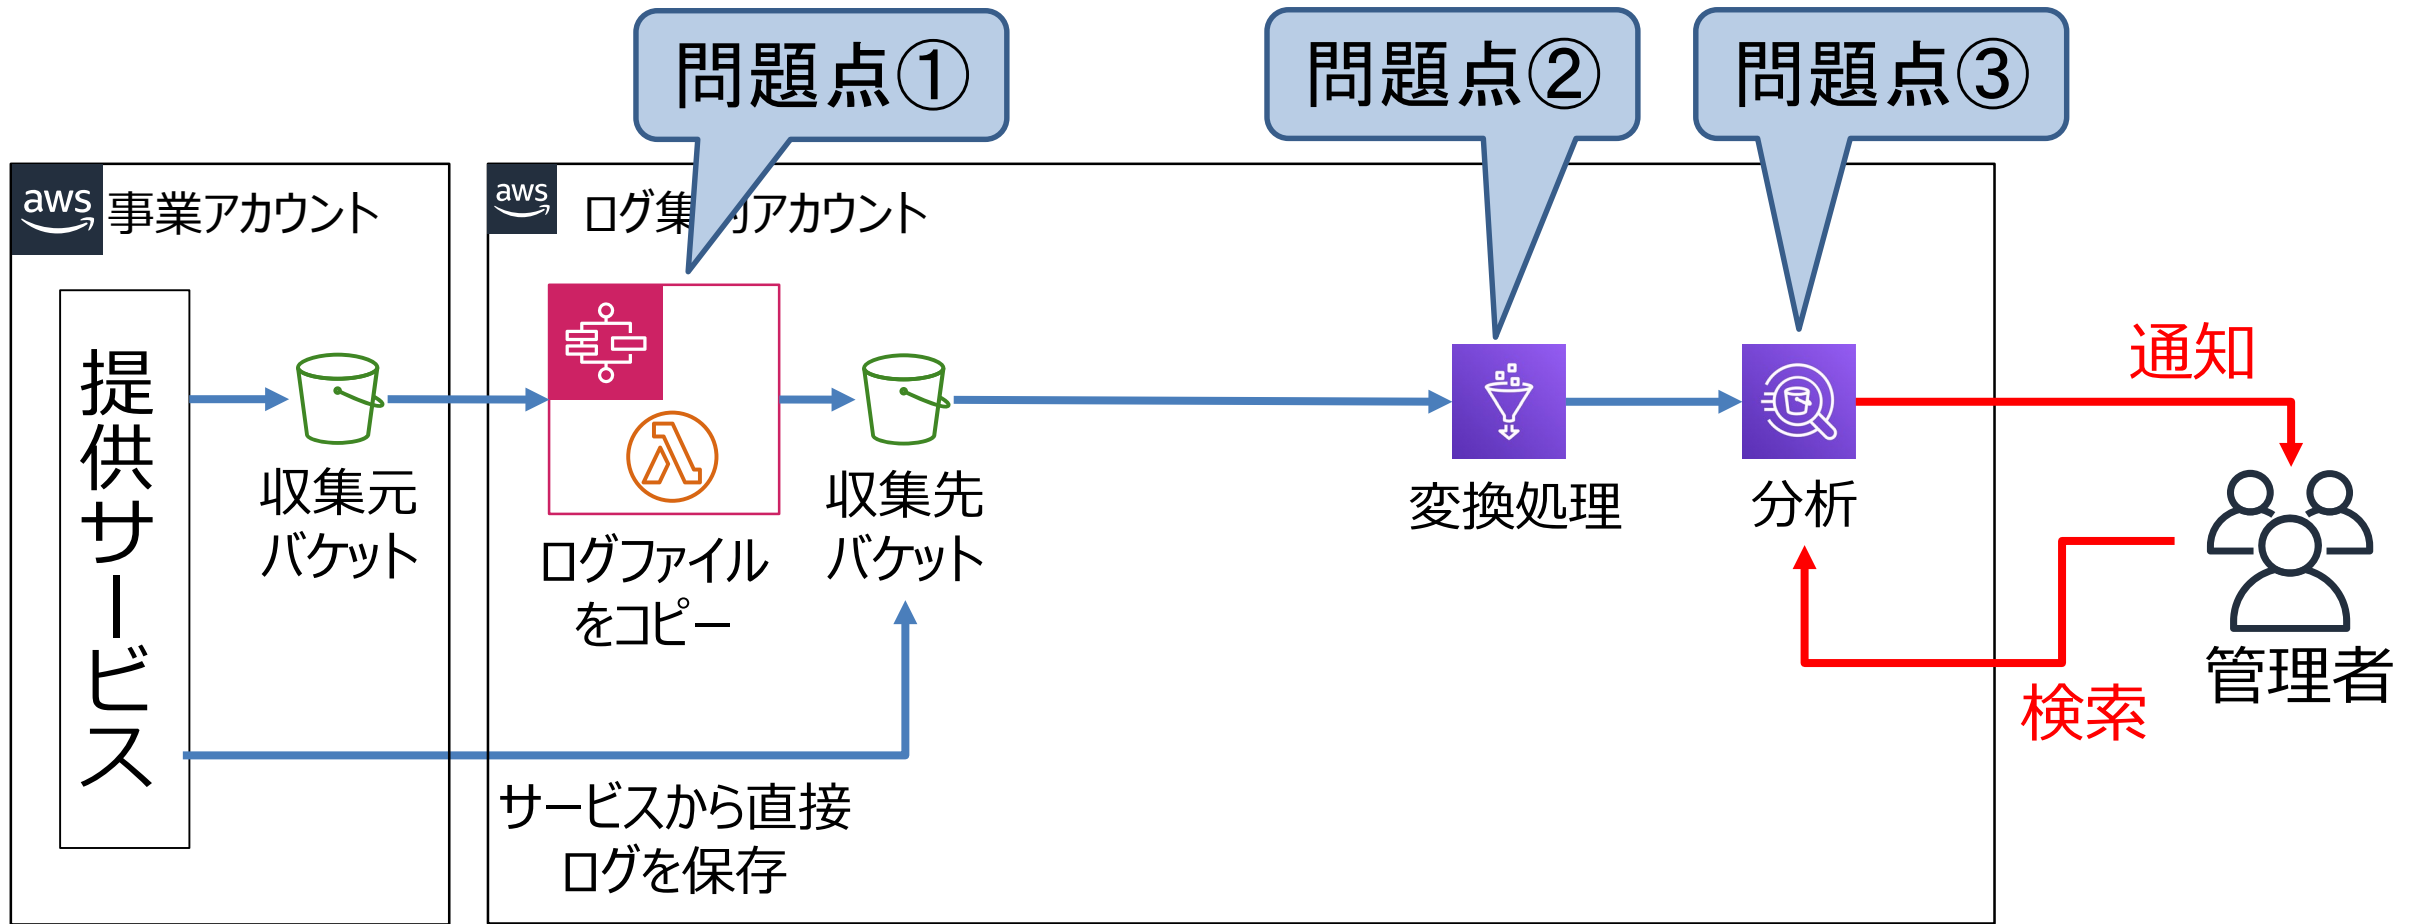 問題点①
問題点②
問題点③
aws
事業アカウント
aws
ログ集約アカウント
提供サービス
収集元
バケット
ログファイル
をコピー
収集先
バケット
変換処理
分析
通知
検索
管理者
サービスから直接
ログを保存